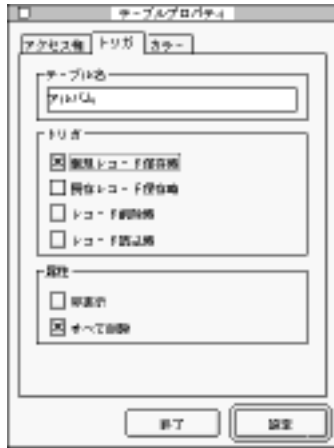 テーブルプロパティ
アクセス権 トリガ カラー
テーブル名
アルバム
トリガ
新規レコード保存時
既存レコード保存時
レコード削除時
レコード読込時
属性
非表示
すべて削除
終了 設定